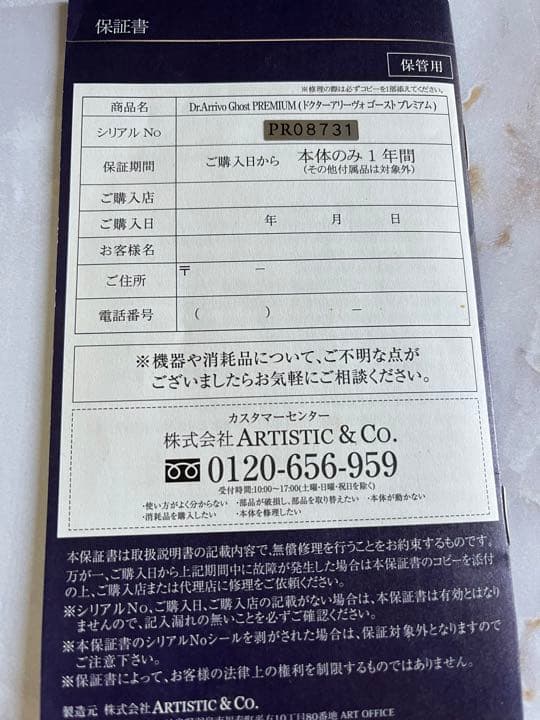 保証書
保管用
※修理の際は必ずコピーを1部添えてください。
商品名 Dr.Arrivo Ghost PREMIUM (ドクターアリーヴォ ゴースト プレミアム)
シリアル No PR08731
保証期間 ご購入日から 本体のみ 1 年間
(その他付属品は対象外)
ご購入店
ご購入日 年 月 日
お客様名
ご住所 〒 －
電話番号 ( ) －
※機器や消耗品について、ご不明な点が
ございましたらお気軽にご相談ください。
カスタマーセンター
株式会社 ARTISTIC & CO.
0120-656-959
受付時間:10:00～17:00(土曜・日曜・祝日を除く)
・使い方がよく分からない ・部品が破損し、部品を取り替えたい ・本体が動かない
・消耗品を購入したい ・本体を修理したい
本保証書は取扱説明書の記載内容で、無償修理を行うことをお約束するものです。
万が一、ご購入日から上記期間中に故障が発生した場合は本保証書のコピーを添付
の上、ご購入店または代理店に修理をご依頼ください。
※シリアルNo、ご購入日、ご購入店の記載がない場合は、本保証書は有効とはなり
ませんので、記入漏れの無いことを必ずご確認ください。
※本保証書のシリアルNoシールを剥がされた場合は、保証対象外となりますので
ご注意下さい。
※保証書によって、お客様の法律上の権利を制限するものではありません。
製造元 株式会社 ARTISTIC & CO.
10丁目80番地 ART OFFICE